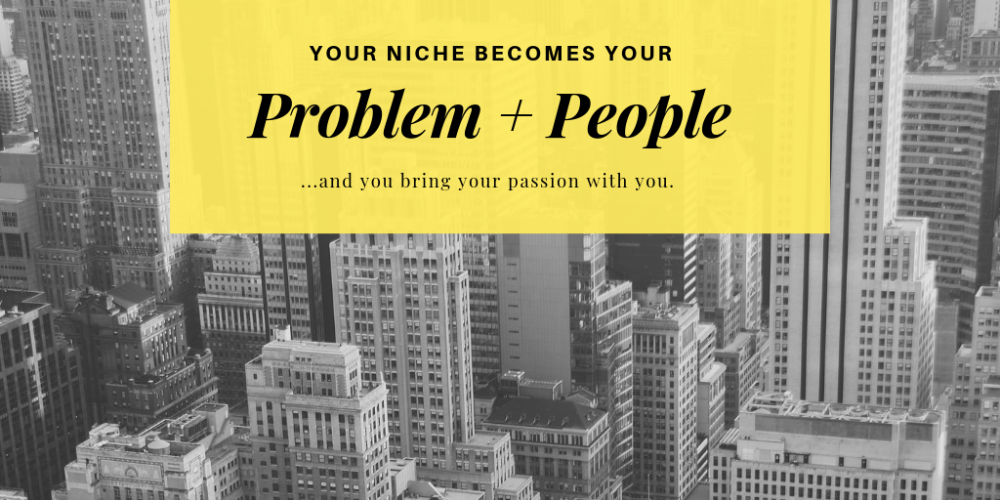 YOUR NICHE BECOMES YOUR
Problem + People
...and you bring your passion with you.